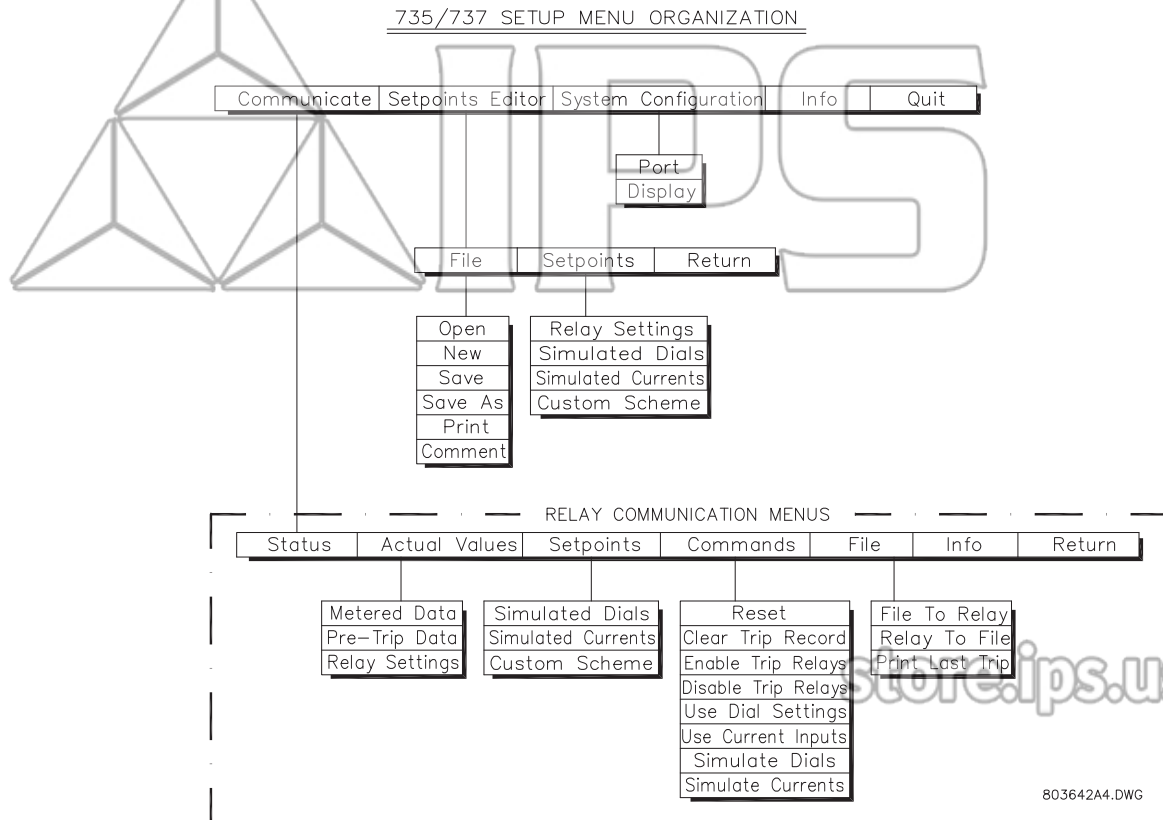 735/737 SETUP MENU ORGANIZATION
IPS
Communicate Setpoints Editor System Configuration Info Quit
Port
Display
File Setpoints Return
Open
New
Save
Save As
Print
Comment
Relay Settings
Simulated Dials
Simulated Currents
Custom Scheme
RELAY COMMUNICATION MENUS
Status Actual Values Setpoints Commands File Info Return
Metered Data
Pre-Trip Data
Relay Settings
Simulated Dials
Simulated Currents
Custom Scheme
Reset
Clear Trip Record
Enable Trip Relays
Disable Trip Relays
Use Dial Settings
Use Current Inputs
Simulate Dials
Simulate Currents
File To Relay
Relay To File
Print Last Trip
store.ips.u
803642A4.DWG